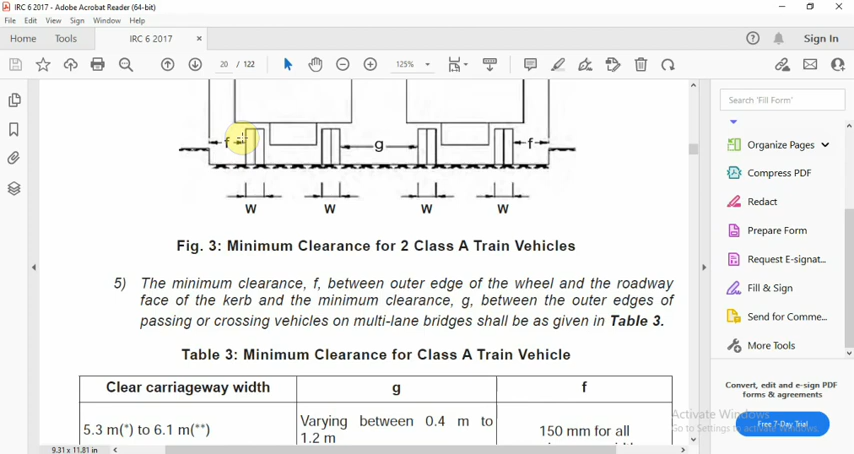 IRC 6 2017 - Adobe Acrobat Reader (64-bit)
File Edit View Sign Window Help
Home Tools IRC 6 2017 × Sign In
20 / 122 125%
Search 'Fill Form'
Organize Pages
Compress PDF
Redact
Prepare Form
Request E-signat...
Fill & Sign
Send for Comme...
More Tools
Convert, edit and e-sign PDF
forms & agreements
Free 7-Day Trial
Activate Windows
Go to Settings to activate Windows.
f g f
w w w w
Fig. 3: Minimum Clearance for 2 Class A Train Vehicles
5) The minimum clearance, f, between outer edge of the wheel and the roadway
face of the kerb and the minimum clearance, g, between the outer edges of
passing or crossing vehicles on multi-lane bridges shall be as given in Table 3.
Table 3: Minimum Clearance for Class A Train Vehicle
Clear carriageway width g f
5.3 m(*) to 6.1 m(**)
Varying between 0.4 m to
1.2 m
150 mm for all
9.31 x 11.81 in